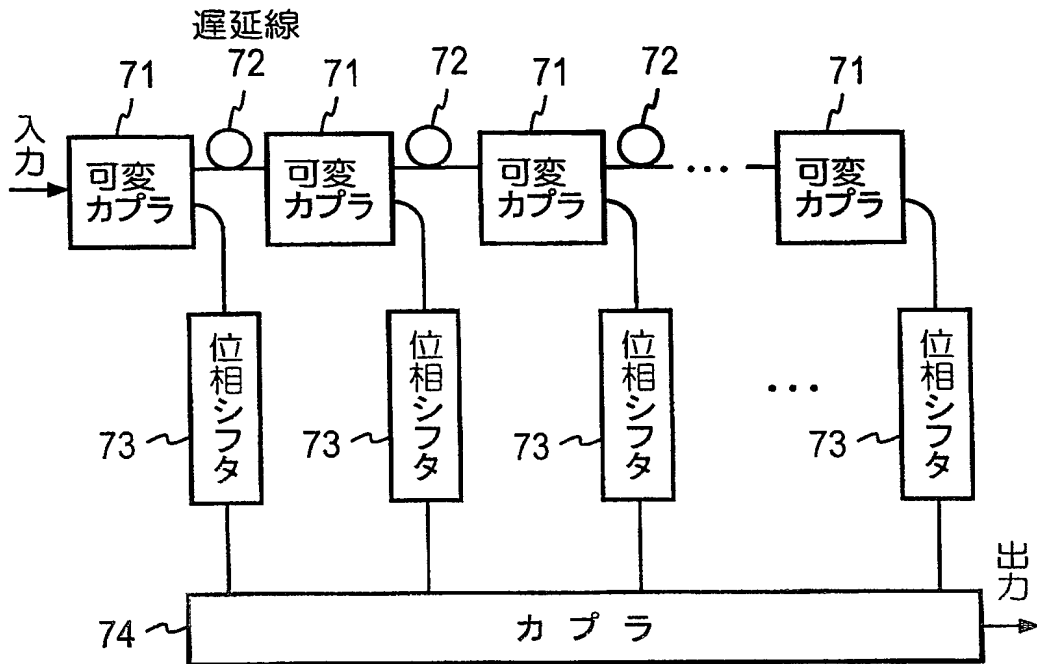 遅延線
71
72
71
72
71
72
71
入力
可変
カプラ
可変
カプラ
可変
カプラ
...
可変
カプラ
位相シフタ
位相シフタ
位相シフタ
...
位相シフタ
73
73
73
73
出力
74
カプラ